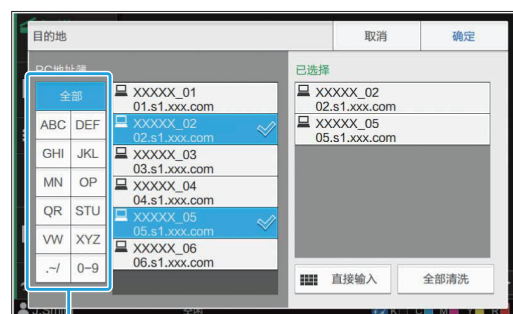 目的地
取消
确定
PC地址簿
全部
ABC DEF
GHI JKL
MN OP
QR STU
VW XYZ
.~/ 0-9
XXXXX_01
01.s1.xxx.com
XXXXX_02
02.s1.xxx.com
XXXXX_03
03.s1.xxx.com
XXXXX_04
04.s1.xxx.com
XXXXX_05
05.s1.xxx.com
XXXXX_06
06.s1.xxx.com
已选择
XXXXX_02
02.s1.xxx.com
XXXXX_05
05.s1.xxx.com
直接输入
全部清洗
J.Smith
K C M Y R